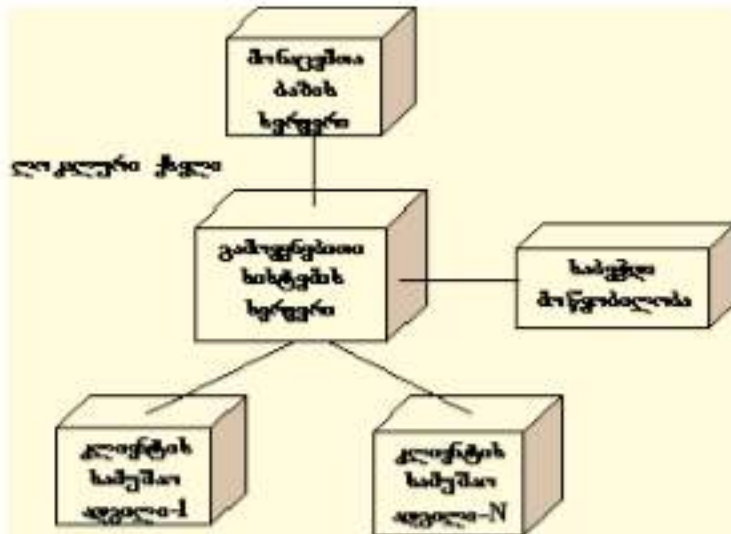 მონაცემთა
ბაზის
სერვერი
ლოკალური ქსელი
გამოყენებითი
სისტემის
სერვერი
საბეჭდი
მოწყობილობა
კლიენტის
სამუშაო
ადგილი-1
კლიენტის
სამუშაო
ადგილი-N